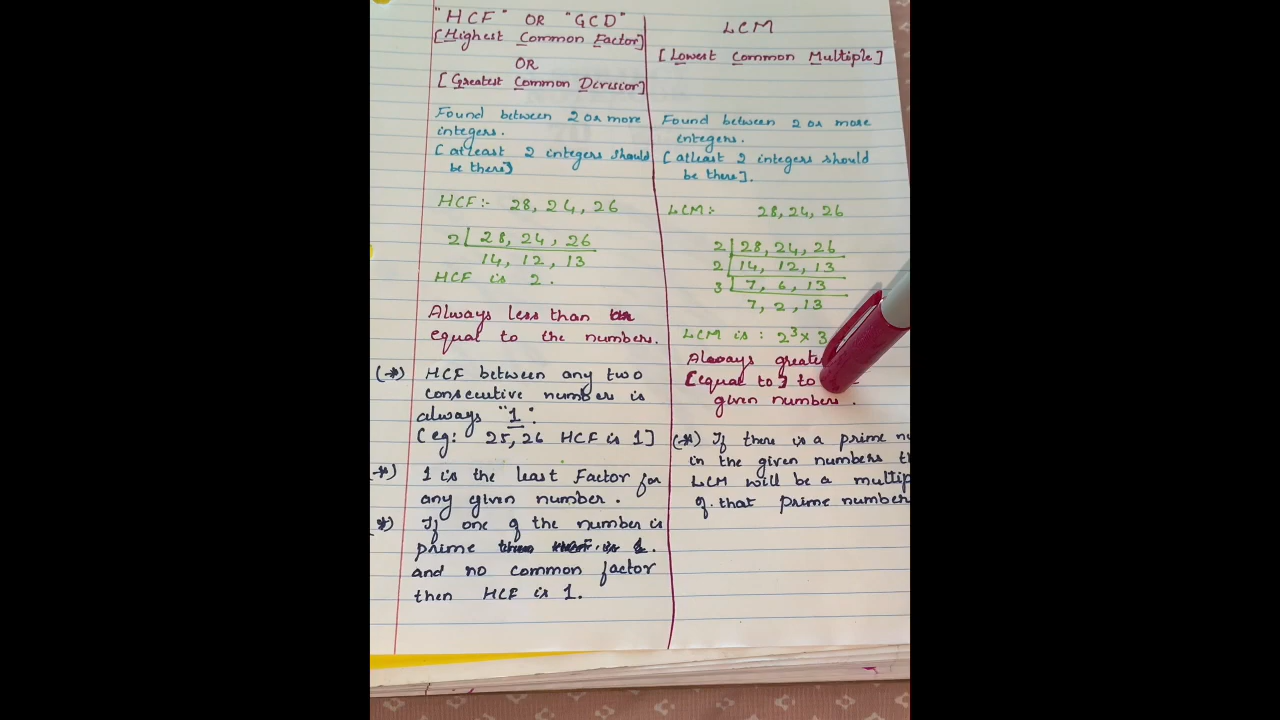 "HCF" OR "GCD"
[Highest Common Factor]
OR
[Greatest Common Divisior]
Found between 2 or more
integers.
[atleast 2 integers should
be there]
HCF:- 28, 24, 26
2 28, 24, 26
14, 12, 13
HCF is 2.
Always less than
equal to the numbers.
(*) HCF between any two
consecutive number is
always "1".
[eg: 25, 26 HCF is 1]
*) 1 is the least Factor for
any given number.
*) If one of the number is
prime
and no common factor
then HCF is 1.
LCM
[Lowest Common Multiple]
Found between 2 or more
integers.
[atleast 2 integers should
be there].
LCM: 28, 24, 26
2 28, 24, 26
2 14, 12, 13
3 7, 6, 13
7, 2, 13
LCM is: 2³ x 3
Always greate
[equal to] to
given numbers.
(*) If there is a prime nu
in the given numbers th
LCM will be a multip
of that prime number